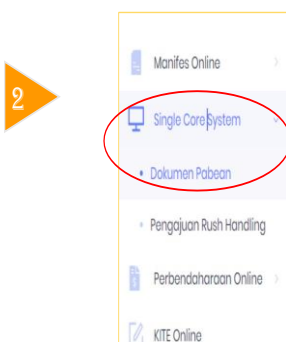 2
Manifes Online
Single Core System
Dokumen Pabean
Pengajuan Rush Handling
Perbendaharaan Online
KITE Online